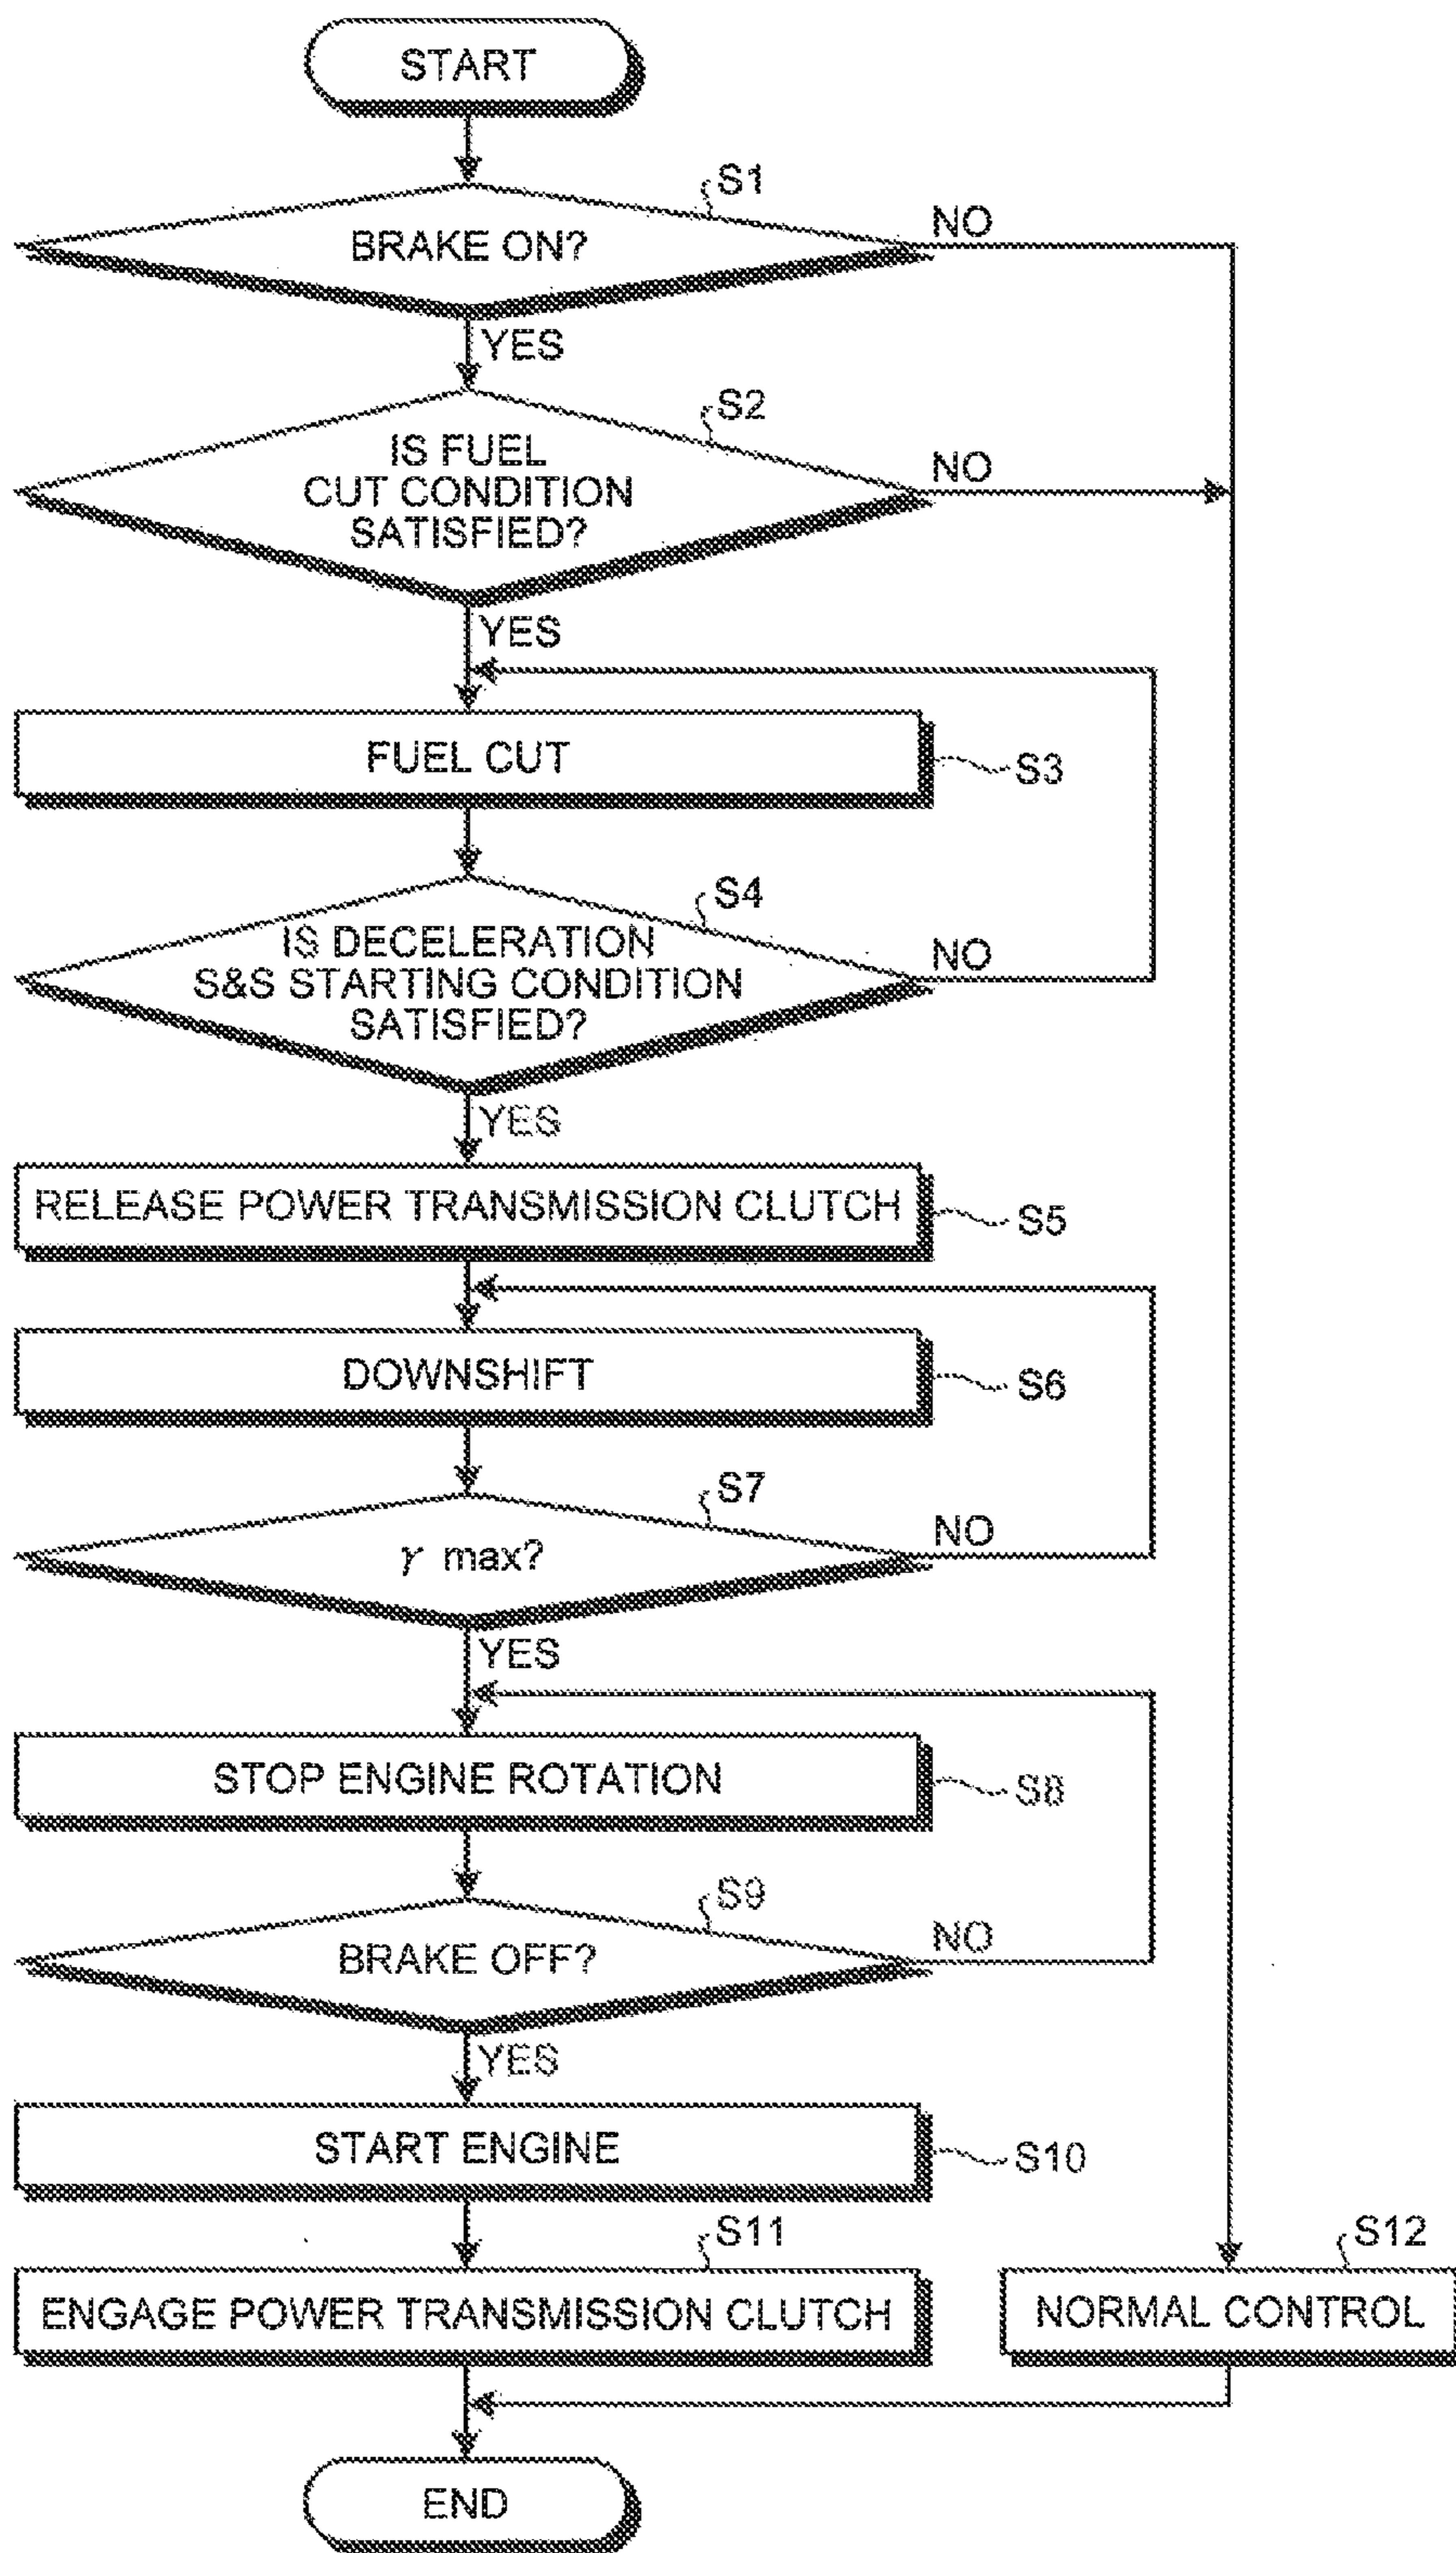 START
S1
BRAKE ON?
NO
YES
S2
IS FUEL
CUT CONDITION
SATISFIED?
NO
YES
FUEL CUT
S3
S4
IS DECELERATION
S&S STARTING CONDITION
SATISFIED?
NO
YES
RELEASE POWER TRANSMISSION CLUTCH
S5
DOWNSHIFT
S6
S7
γ max?
NO
YES
STOP ENGINE ROTATION
S8
S9
BRAKE OFF?
NO
YES
START ENGINE
S10
S11
S12
ENGAGE POWER TRANSMISSION CLUTCH
NORMAL CONTROL
END